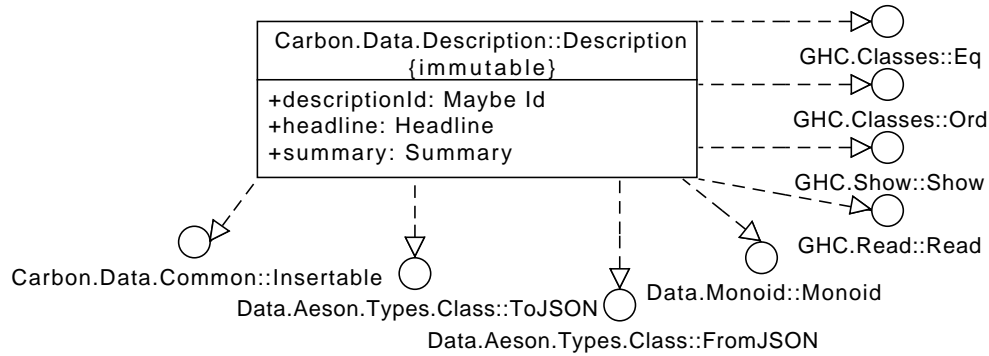 Carbon.Data.Description::Description
{immutable}
+descriptionId: Maybe Id
+headline: Headline
+summary: Summary
GHC.Classes::Eq
GHC.Classes::Ord
GHC.Show::Show
GHC.Read::Read
Carbon.Data.Common::Insertable
Data.Aeson.Types.Class::ToJSON
Data.Monoid::Monoid
Data.Aeson.Types.Class::FromJSON